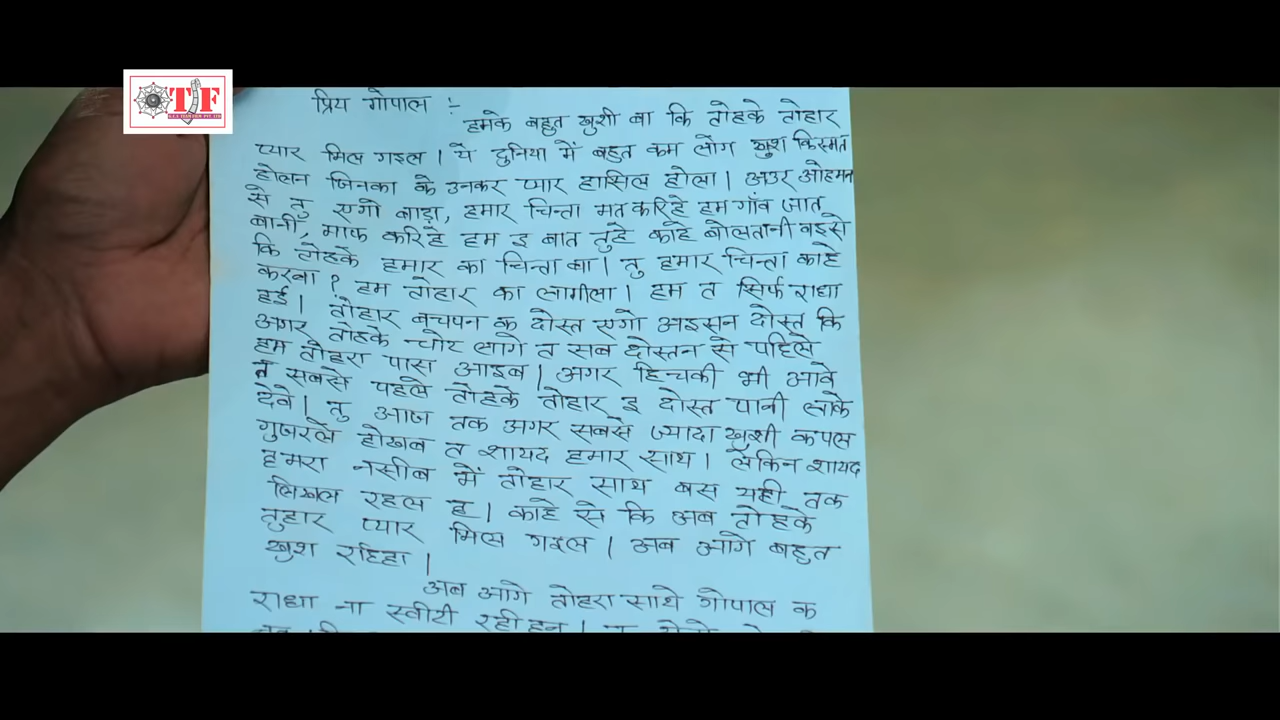 TF
प्रिय गोपाल :-
हमके बहुत खुशी बा कि तोहके तोहार
प्यार मिल गइल। ये दुनिया में बहुत कम लोग खुश किस्मत
होलन जिनका के उनकर प्यार हासिल होला। अउर ओहमन
से तु एगो बाड़ा, हमार चिन्ता मत करिहे हम गाँव जात
बानी, माफ करिहे हम इ बात तुहे काहे बोलतानी वइसे
कि तोहके हमार का चिन्ता बा। तु हमार चिन्ता काहे
करबा ? हम तोहार का लागीला। हम त सिर्फ राधा
हई। तोहार बचपन क दोस्त एगो अइसन दोस्त कि
अगर तोहके चोट लागे त सब दोस्तन से पहिले
हम तोहरा पास आइब। अगर हिचकी भी आवे
त सबसे पहले तोहके तोहार इ दोस्त पानी लाके
देवे। तु आज तक अगर सबसे ज्यादा खुशी क पल
गुजरले होखब त शायद हमार साथ। लेकिन शायद
हमरा नसीब में तोहार साथ बस यही तक
लिखल रहल ह। काहे से कि अब तोहके
तुहार प्यार मिल गइल। अब आगे बहुत
खुश रहिहा।
अब आगे तोहरा साथे गोपाल क
राधा ना स्वीटी रही हन।